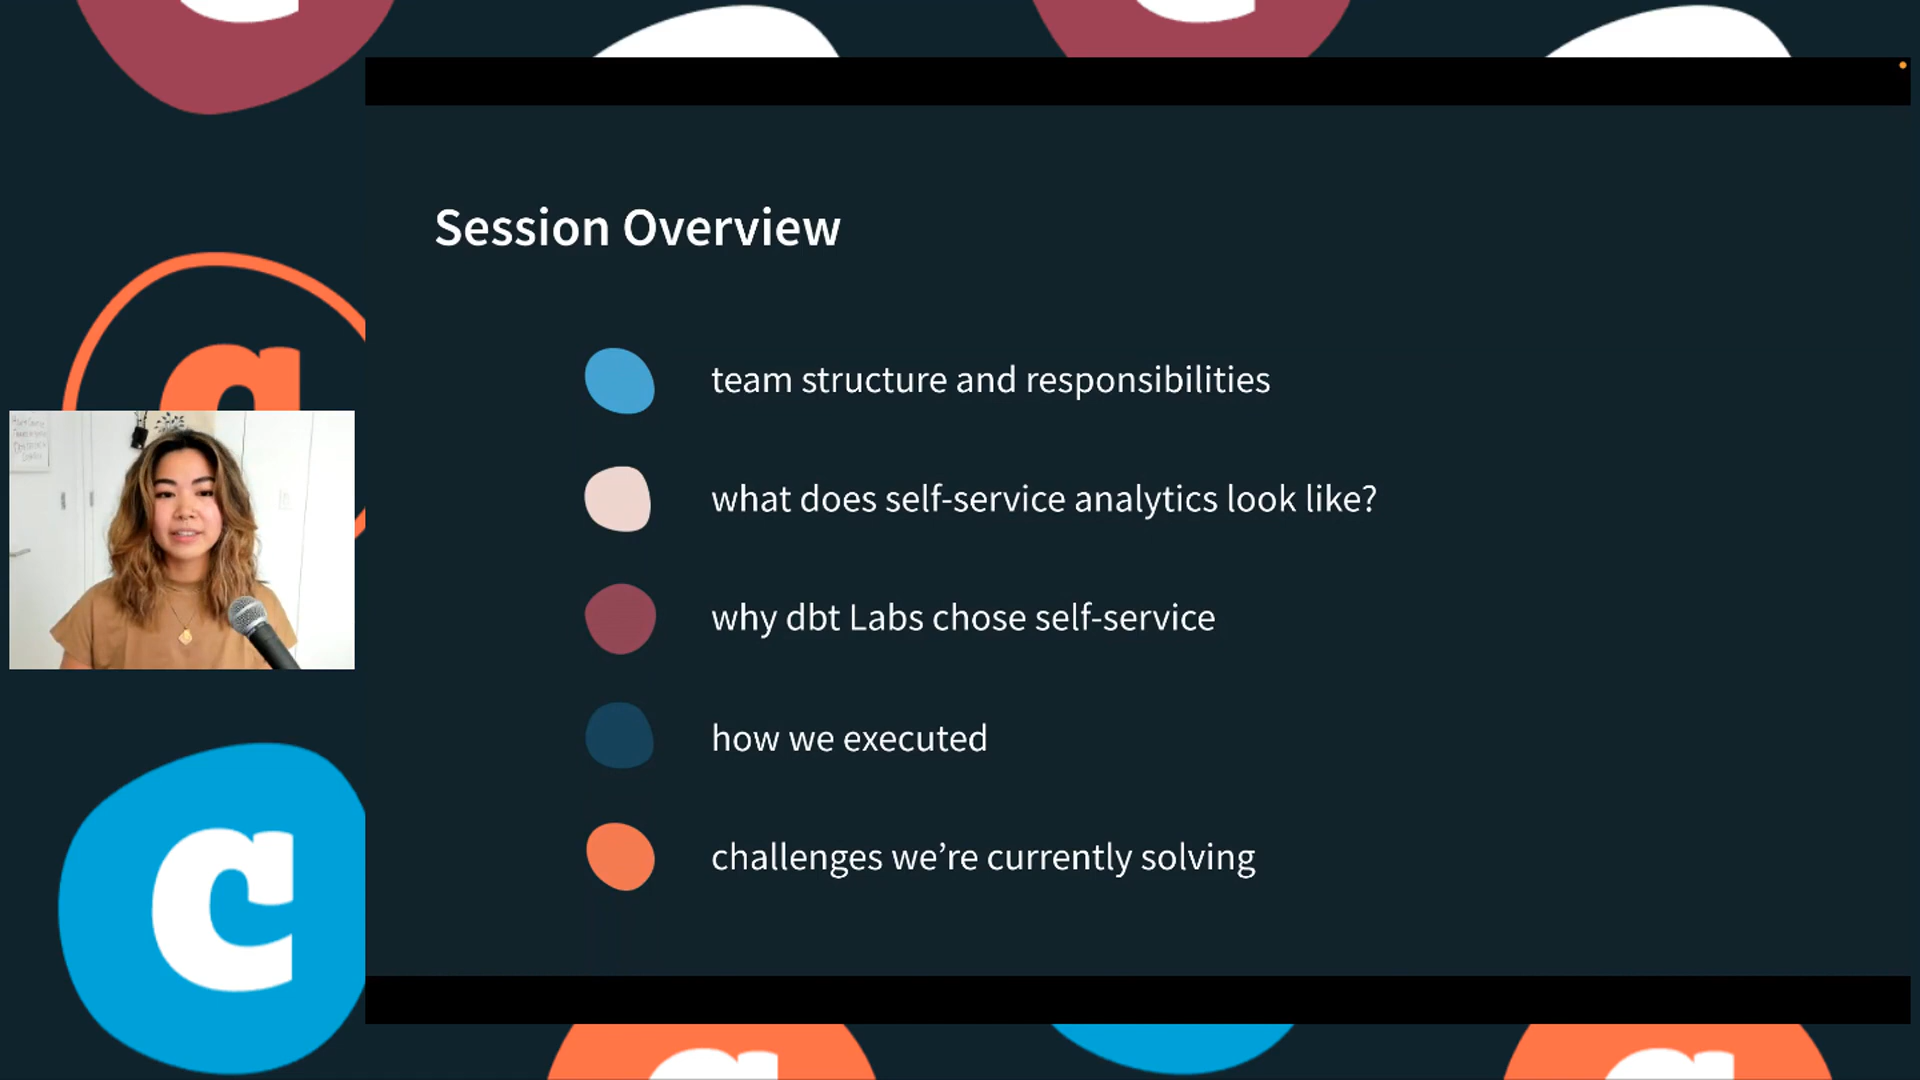 Session Overview
team structure and responsibilities
what does self-service analytics look like?
why dbt Labs chose self-service
how we executed
challenges we’re currently solving
c